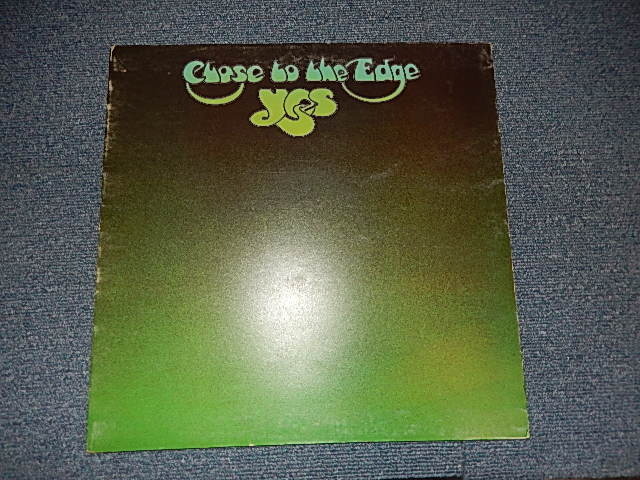 Close to the Edge
Yes